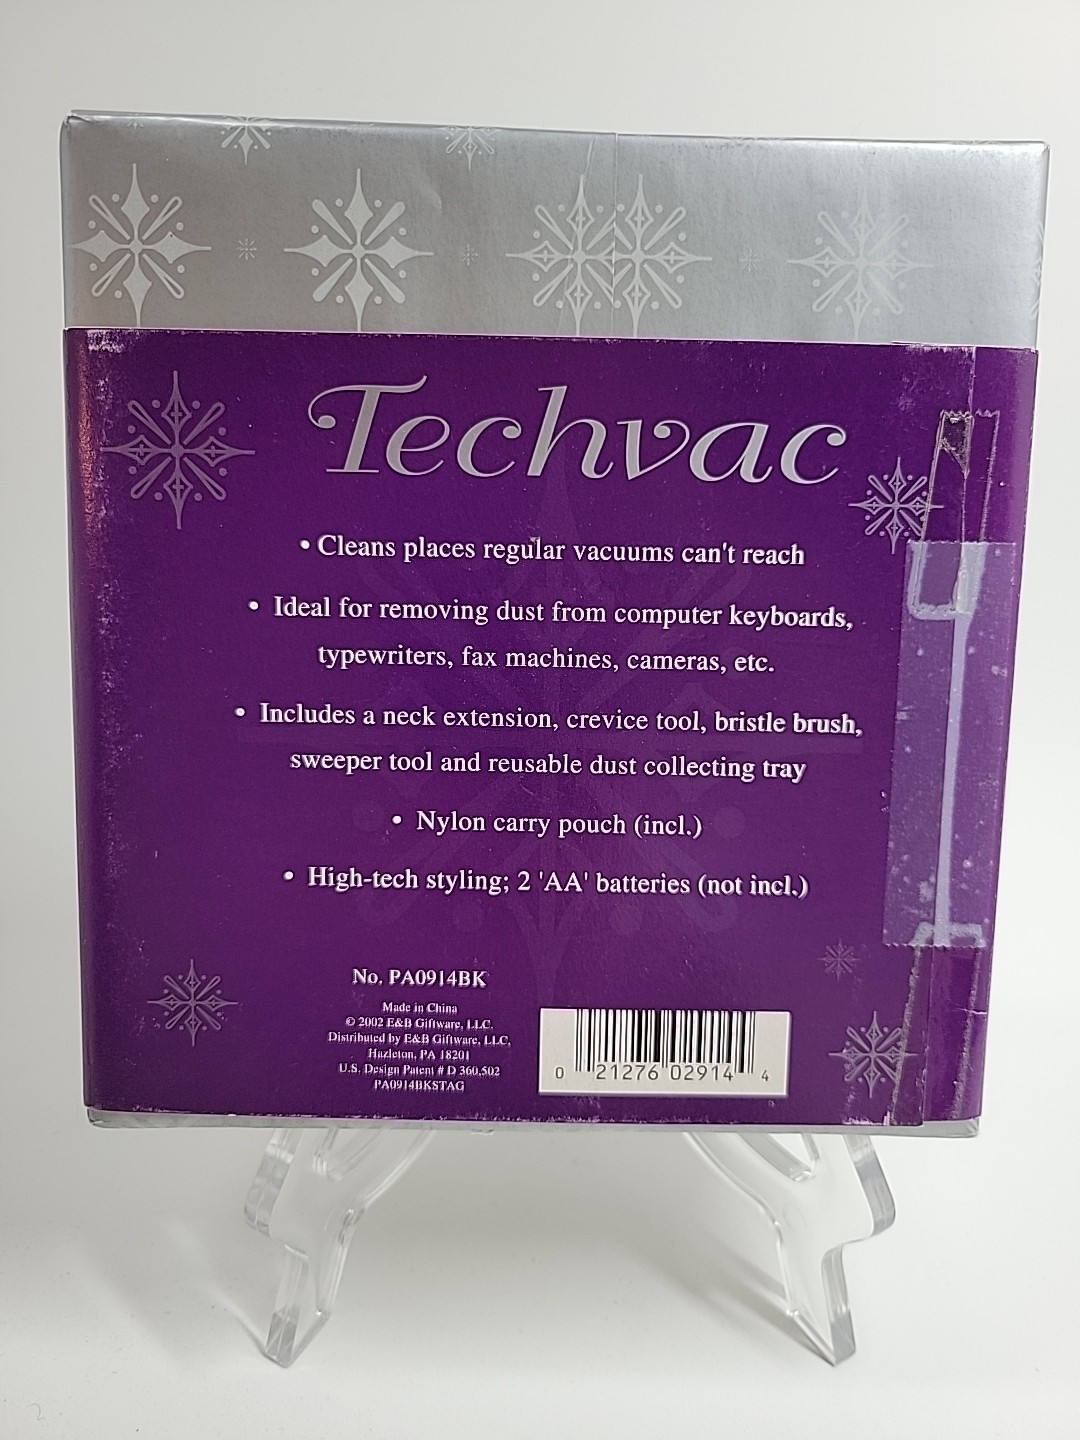 Techvac
• Cleans places regular vacuums can't reach
• Ideal for removing dust from computer keyboards,
typewriters, fax machines, cameras, etc.
• Includes a neck extension, crevice tool, bristle brush,
sweeper tool and reusable dust collecting tray
• Nylon carry pouch (incl.)
• High-tech styling; 2 'AA' batteries (not incl.)
No. PA0914BK
Made in China
© 2002 E&B Giftware, LLC.
Distributed by E&B Giftware, LLC,
Hazleton, PA 18201
U.S. Design Patent # D 360,502
PA0914BKSTAG
0 21276 02914 4